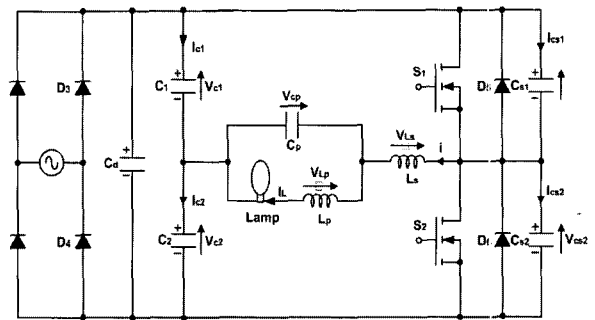 Ic1
Ics1
S1
D3
C1
Vc1
D5
Cs1
Vcp
Cp
VLs
i
Cd
Ls
VLp
IL
Ic2
Ics2
Lp
Lamp
S2
D4
C2
Vc2
Cs2
Vcs2